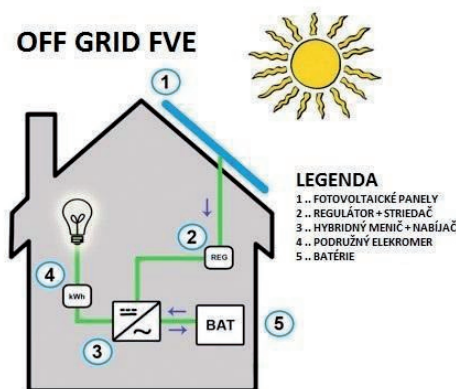 OFF GRID FVE
1
LEGENDA
1 .. FOTOVOLTAICKÉ PANELY
2 .. REGULÁTOR + STRIEDAČ
3 .. HYBRIDNÝ MENIČ + NABÍJAČ
4 .. PODRUŽNÝ ELEKROMER
5 .. BATÉRIE
2
REG
4
kWh
BAT
5
3